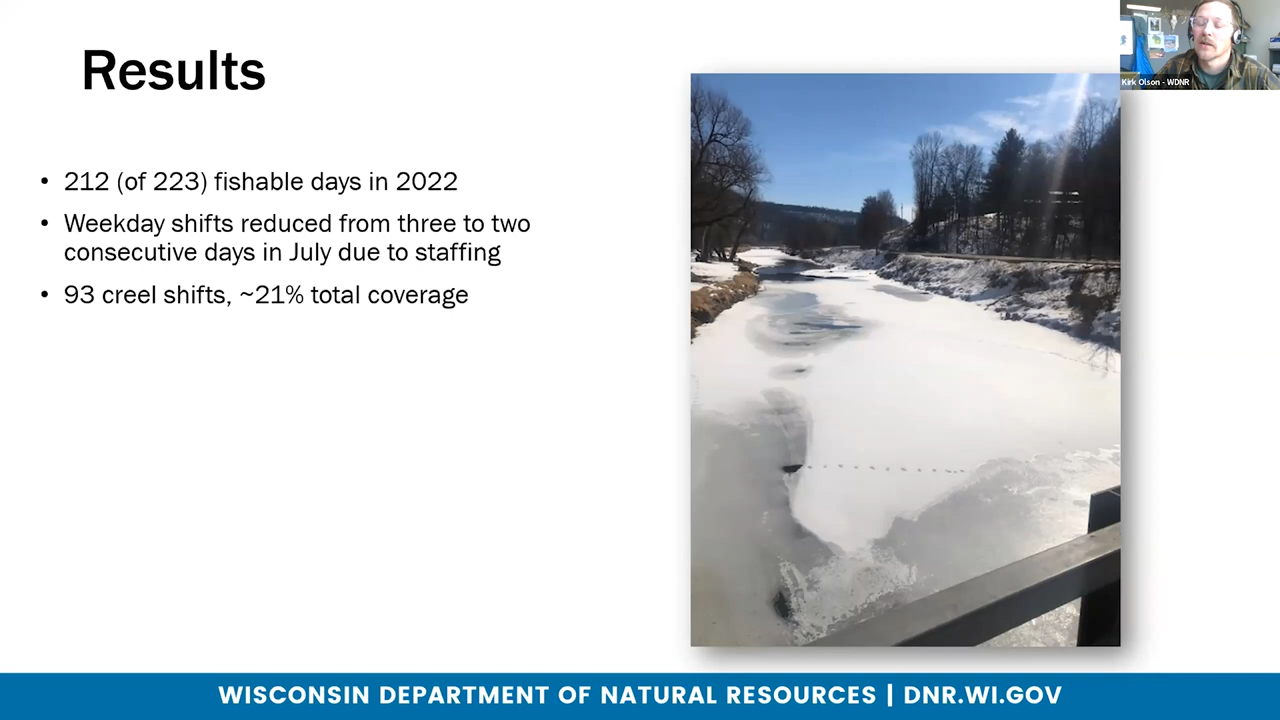 Results
Kirk Olson - WDNR
• 212 (of 223) fishable days in 2022
• Weekday shifts reduced from three to two
consecutive days in July due to staffing
• 93 creel shifts, ~21% total coverage
WISCONSIN DEPARTMENT OF NATURAL RESOURCES | DNR.WI.GOV